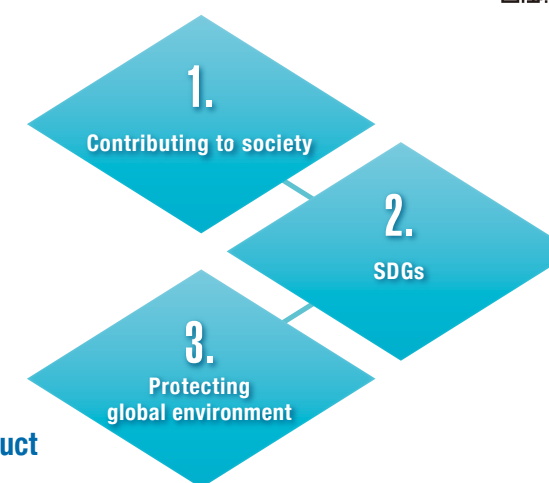 1.
Contributing to society
2.
SDGs
3.
Protecting
global environment
uct